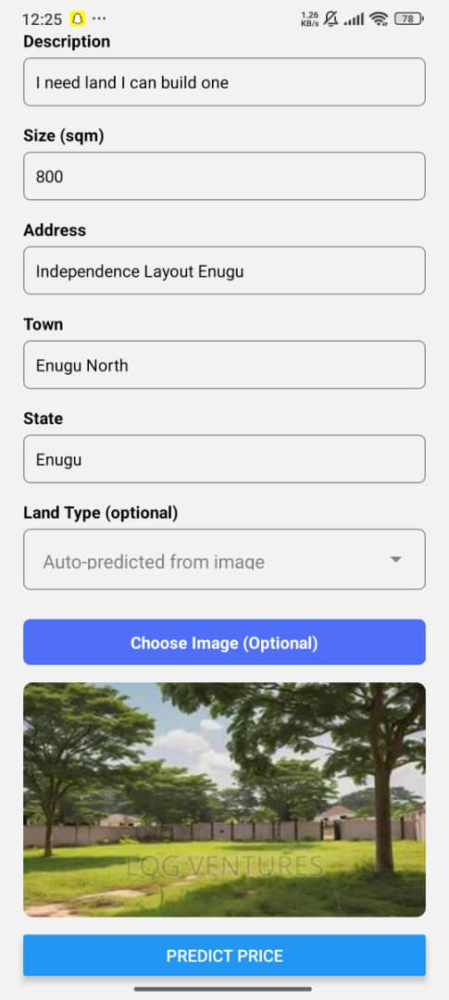 12:25 ...
1.26
KB/s
78
Description
I need land I can build one
Size (sqm)
800
Address
Independence Layout Enugu
Town
Enugu North
State
Enugu
Land Type (optional)
Auto-predicted from image
Choose Image (Optional)
LOG VENTURES
PREDICT PRICE